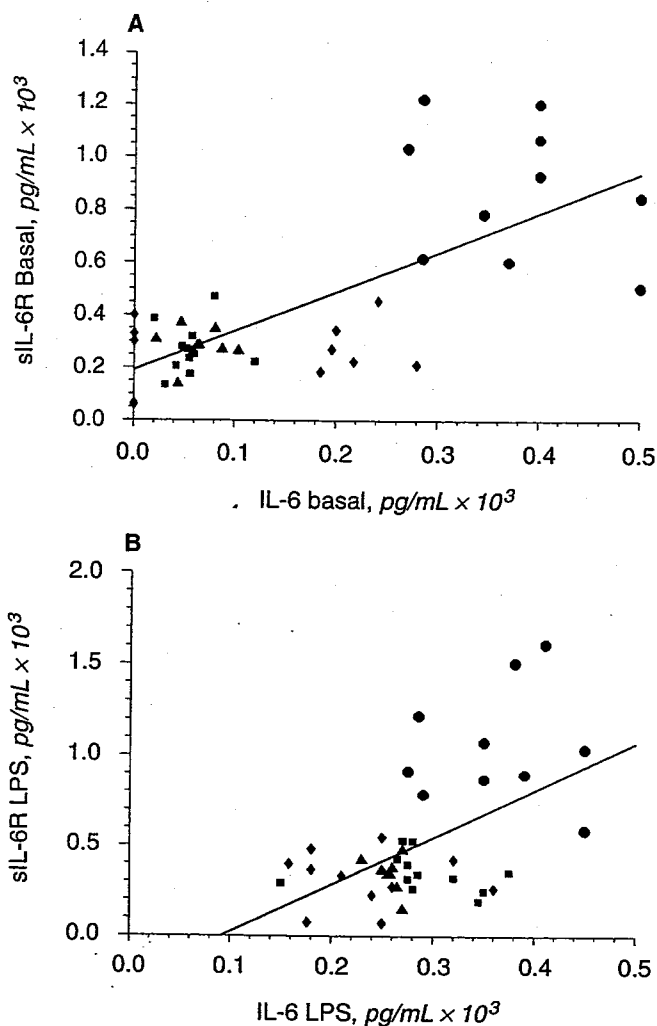 A
sIL-6R Basal, pg/mL × 10³
1.4
1.2
1.0
0.8
0.6
0.4
0.2
0.0
0.0 0.1 0.2 0.3 0.4 0.5
IL-6 basal, pg/mL × 10³
B
sIL-6R LPS, pg/mL × 10³
2.0
1.5
1.0
0.5
0.0
0.0 0.1 0.2 0.3 0.4 0.5
IL-6 LPS, pg/mL × 10³